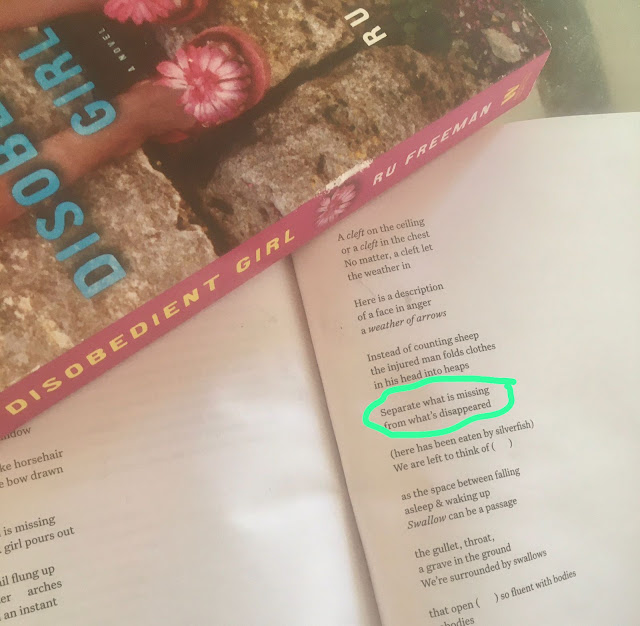 DISOBE
GIRL
A NOVEL
RU
DISOBEDIENT GIRL RU FREEMAN
A cleft on the ceiling
or a cleft in the chest
No matter, a cleft let
the weather in
Here is a description
of a face in anger
a weather of arrows
Instead of counting sheep
the injured man folds clothes
in his head into heaps
Separate what is missing
from what's disappeared
(here has been eaten by silverfish)
We are left to think of ( )
as the space between falling
asleep & waking up
Swallow can be a passage
the gullet, throat,
a grave in the ground
We're surrounded by swallows
that open ( ) so fluent with bodies
bodies
ndow
ke horsehair
e bow drawn
is missing
girl pours out
il flung up
er arches
an instant